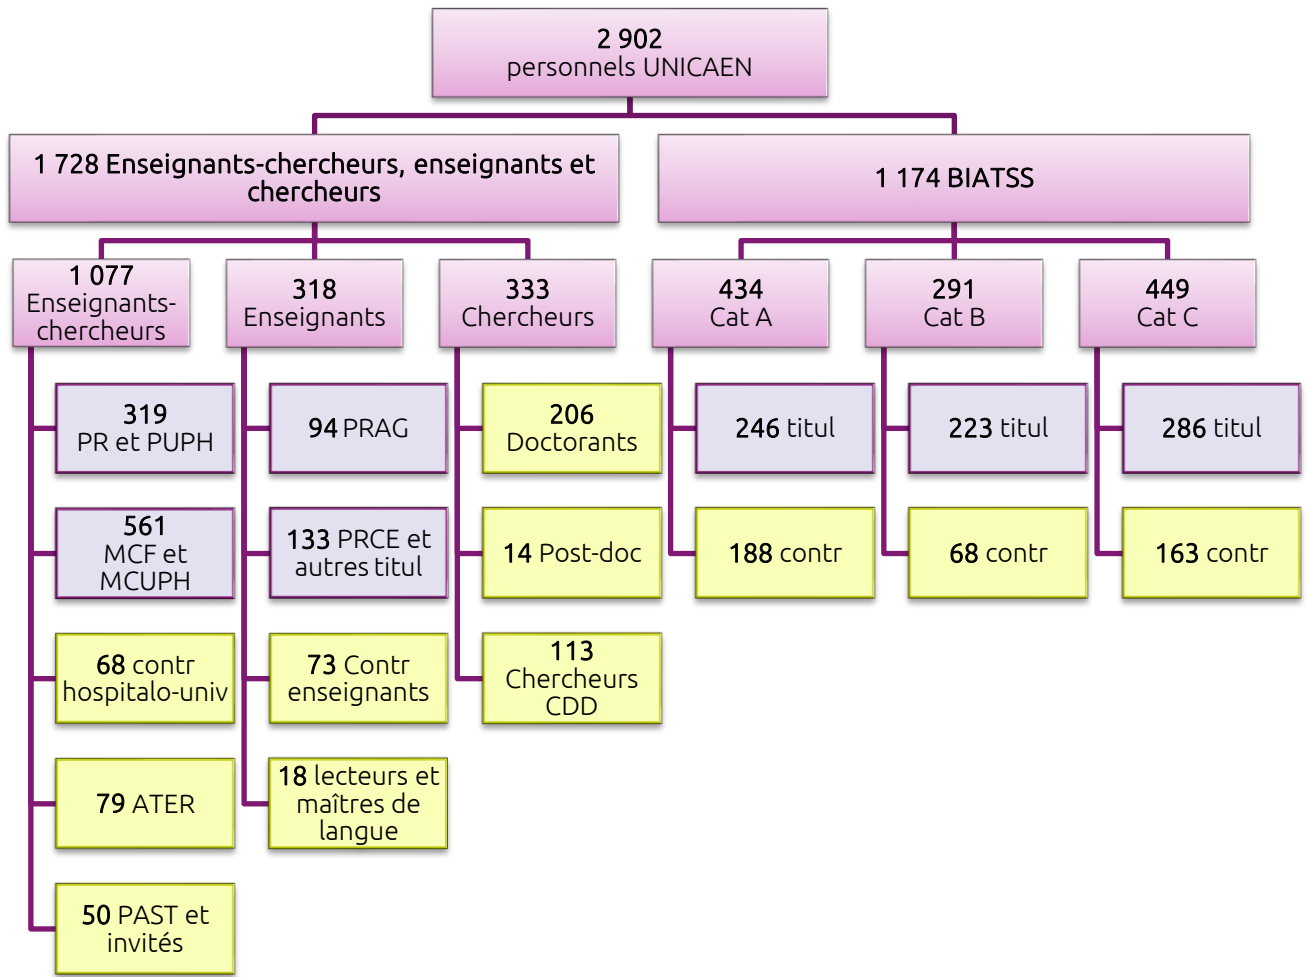 2 902
personnels UNICAEN
1 728 Enseignants-chercheurs, enseignants et
chercheurs
1 174 BIATSS
1 077
Enseignants-
chercheurs
318
Enseignants
333
Chercheurs
434
Cat A
291
Cat B
449
Cat C
319
PR et PUPH
94 PRAG
206
Doctorants
246 titul
223 titul
286 titul
561
MCF et
MCUPH
133 PRCE et
autres titul
14 Post-doc
188 contr
68 contr
163 contr
68 contr
hospitalo-univ
73 Contr
enseignants
113
Chercheurs
CDD
79 ATER
18 lecteurs et
maîtres de
langue
50 PAST et
invités